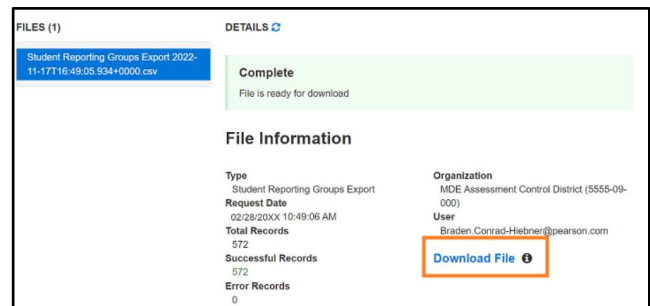 FILES (1)
Student Reporting Groups Export 2022-
11-17T16:49:05.934+0000.csv
DETAILS
Complete
File is ready for download
File Information
Type
Student Reporting Groups Export
Request Date
02/28/20XX 10:49:06 AM
Total Records
572
Successful Records
572
Error Records
0
Organization
MDE Assessment Control District (5555-09-
000)
User
Braden.Conrad-Hiebner@pearson.com
Download File